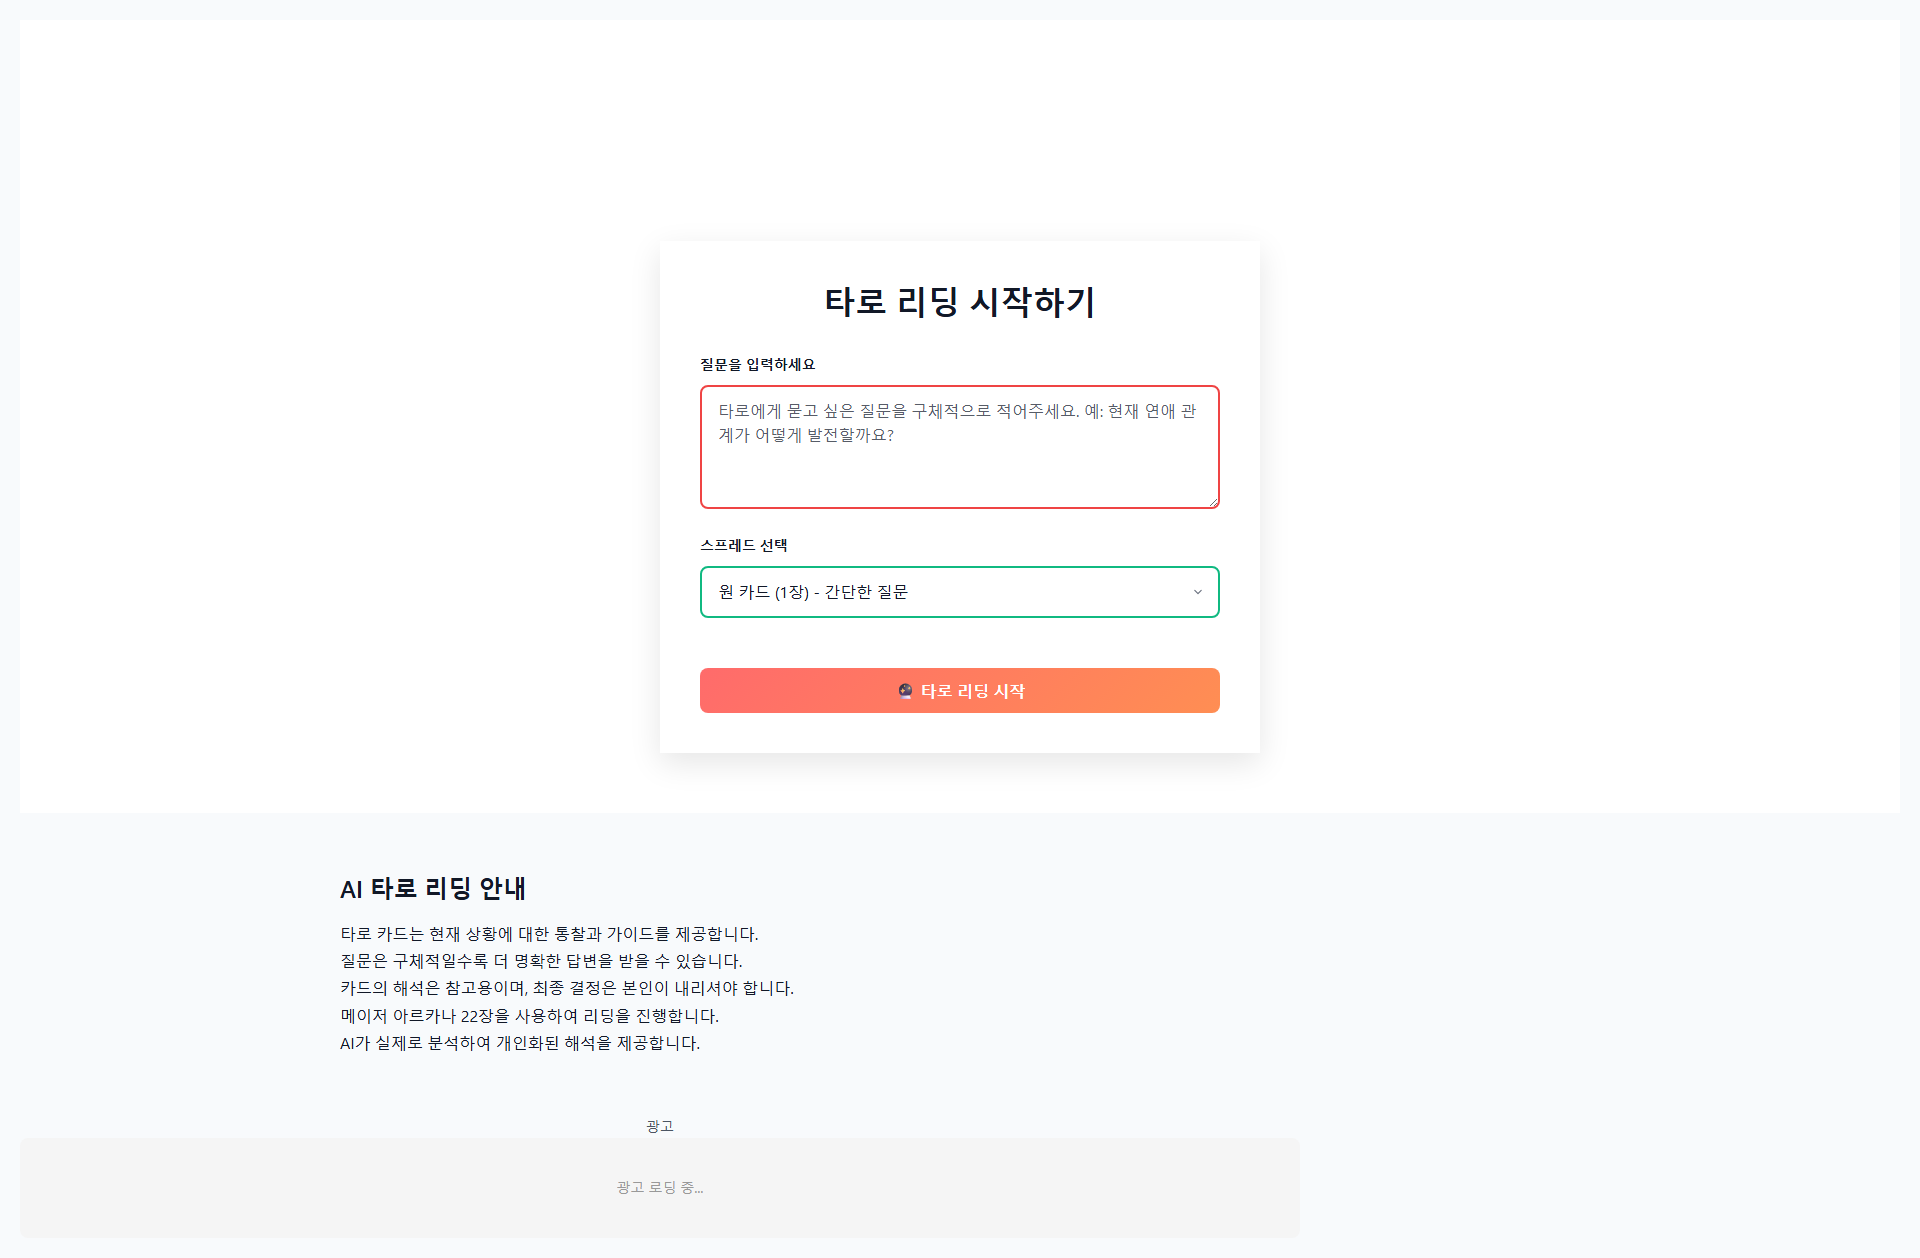 타로 리딩 시작하기
질문을 입력하세요
타로에게 묻고 싶은 질문을 구체적으로 적어주세요. 예: 현재 연애 관
계가 어떻게 발전할까요?
스프레드 선택
원 카드 (1장) - 간단한 질문
🔮 타로 리딩 시작
AI 타로 리딩 안내
타로 카드는 현재 상황에 대한 통찰과 가이드를 제공합니다.
질문은 구체적일수록 더 명확한 답변을 받을 수 있습니다.
카드의 해석은 참고용이며, 최종 결정은 본인이 내리셔야 합니다.
메이저 아르카나 22장을 사용하여 리딩을 진행합니다.
AI가 실제로 분석하여 개인화된 해석을 제공합니다.
광고
광고 로딩 중...